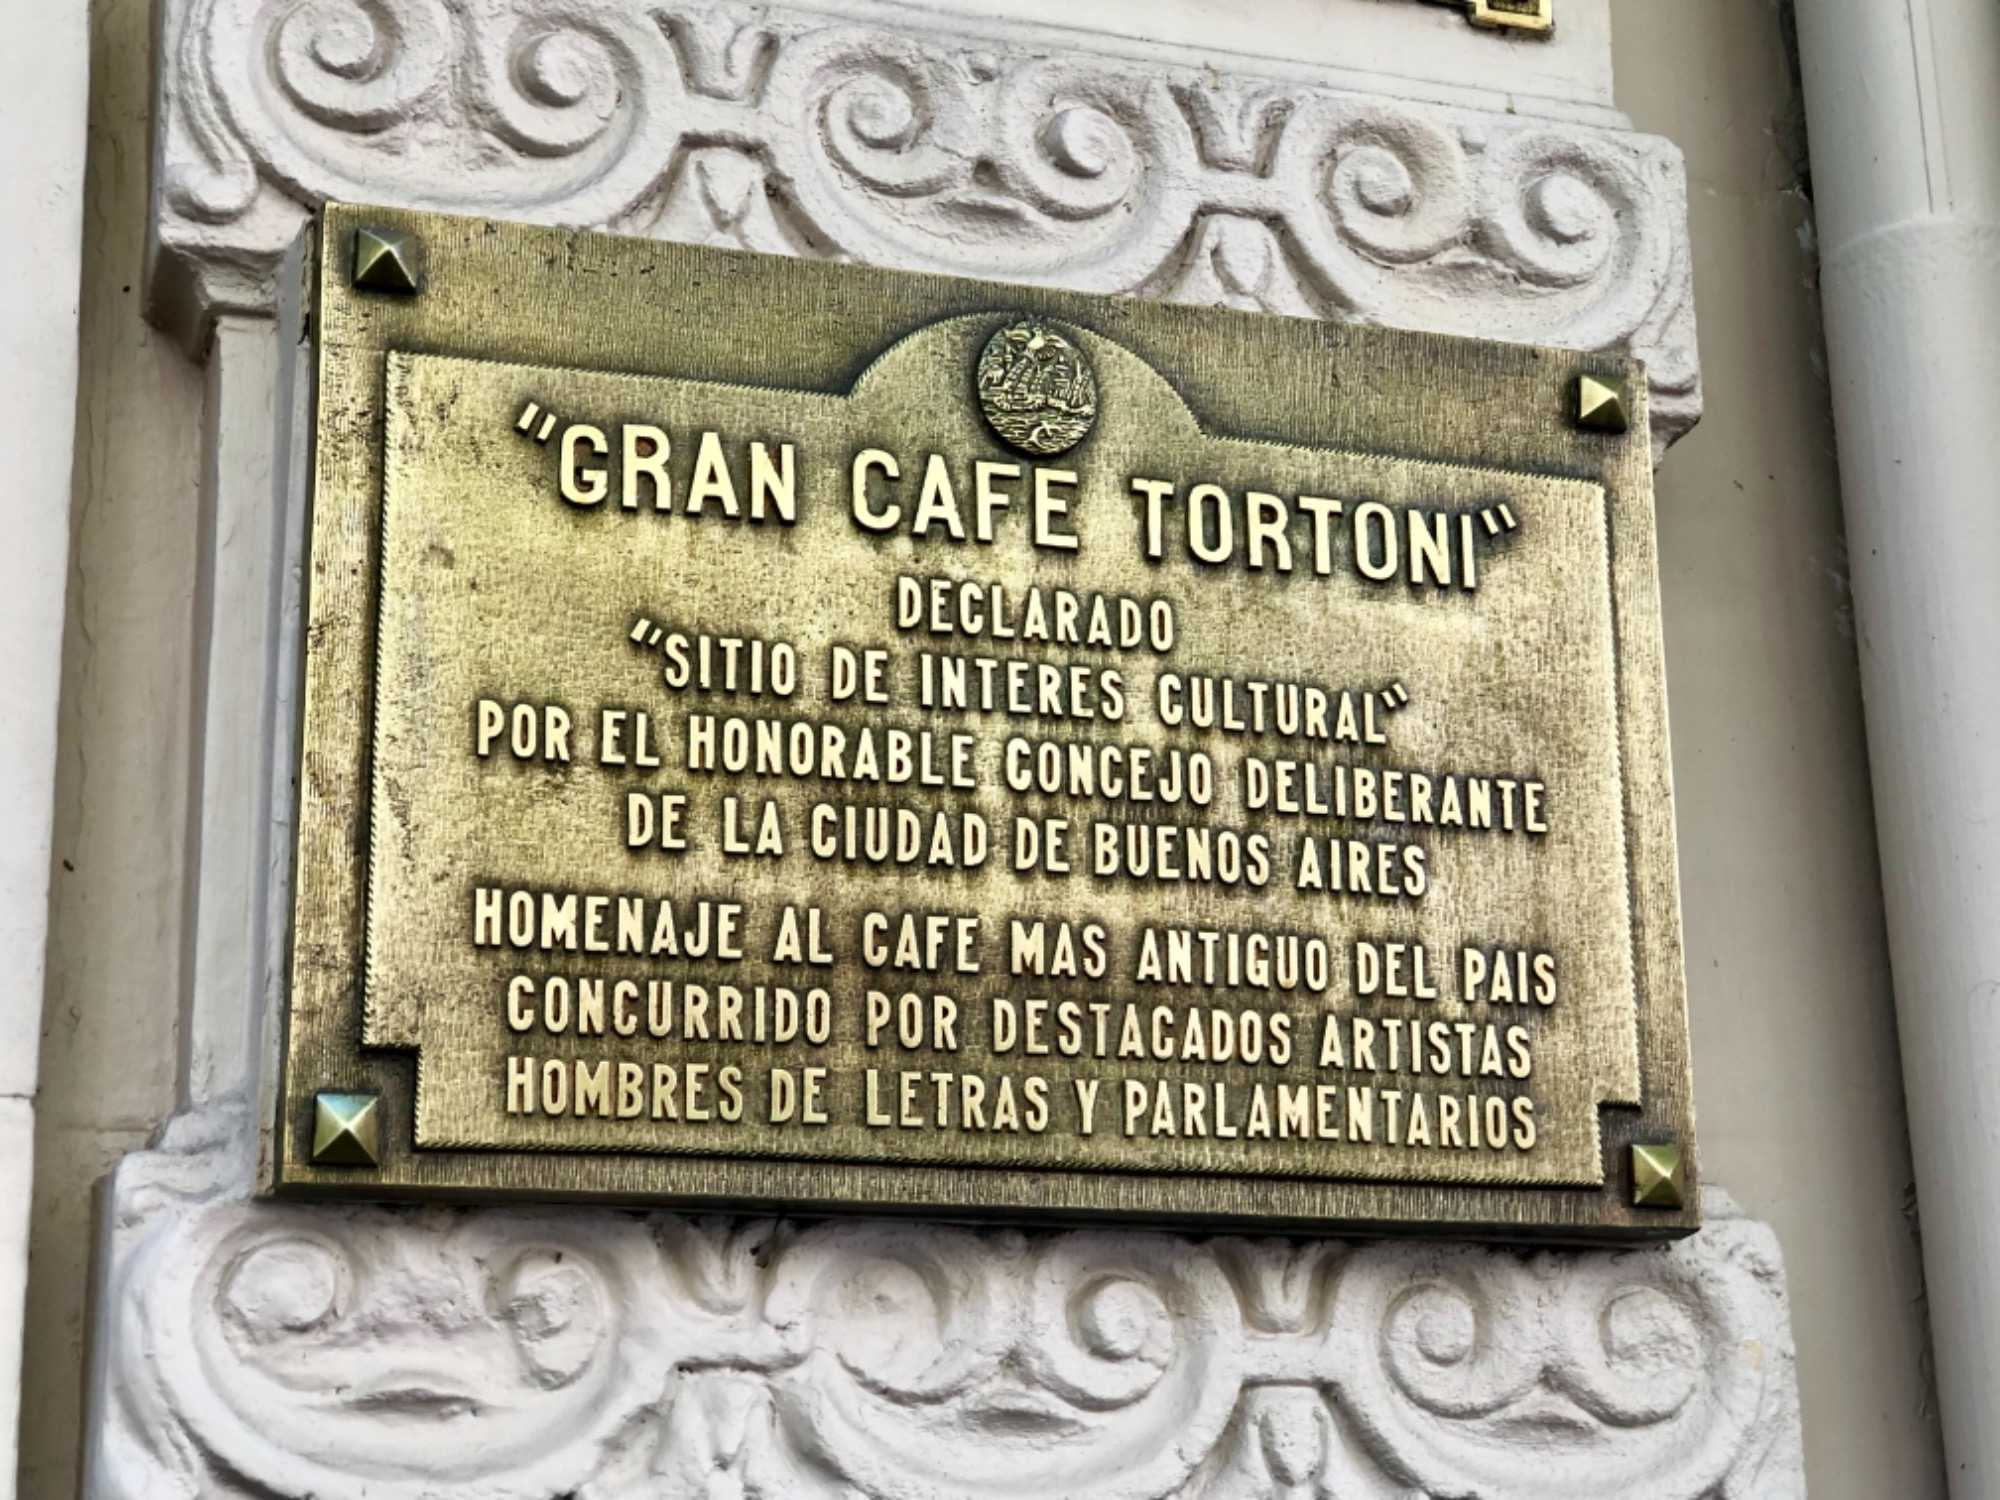 "GRAN CAFE TORTONI"
DECLARADO
"SITIO DE INTERES CULTURAL"
POR EL HONORABLE CONCEJO DELIBERANTE
DE LA CIUDAD DE BUENOS AIRES
HOMENAJE AL CAFE MAS ANTIGUO DEL PAIS
CONCURRIDO POR DESTACADOS ARTISTAS
HOMBRES DE LETRAS Y PARLAMENTARIOS